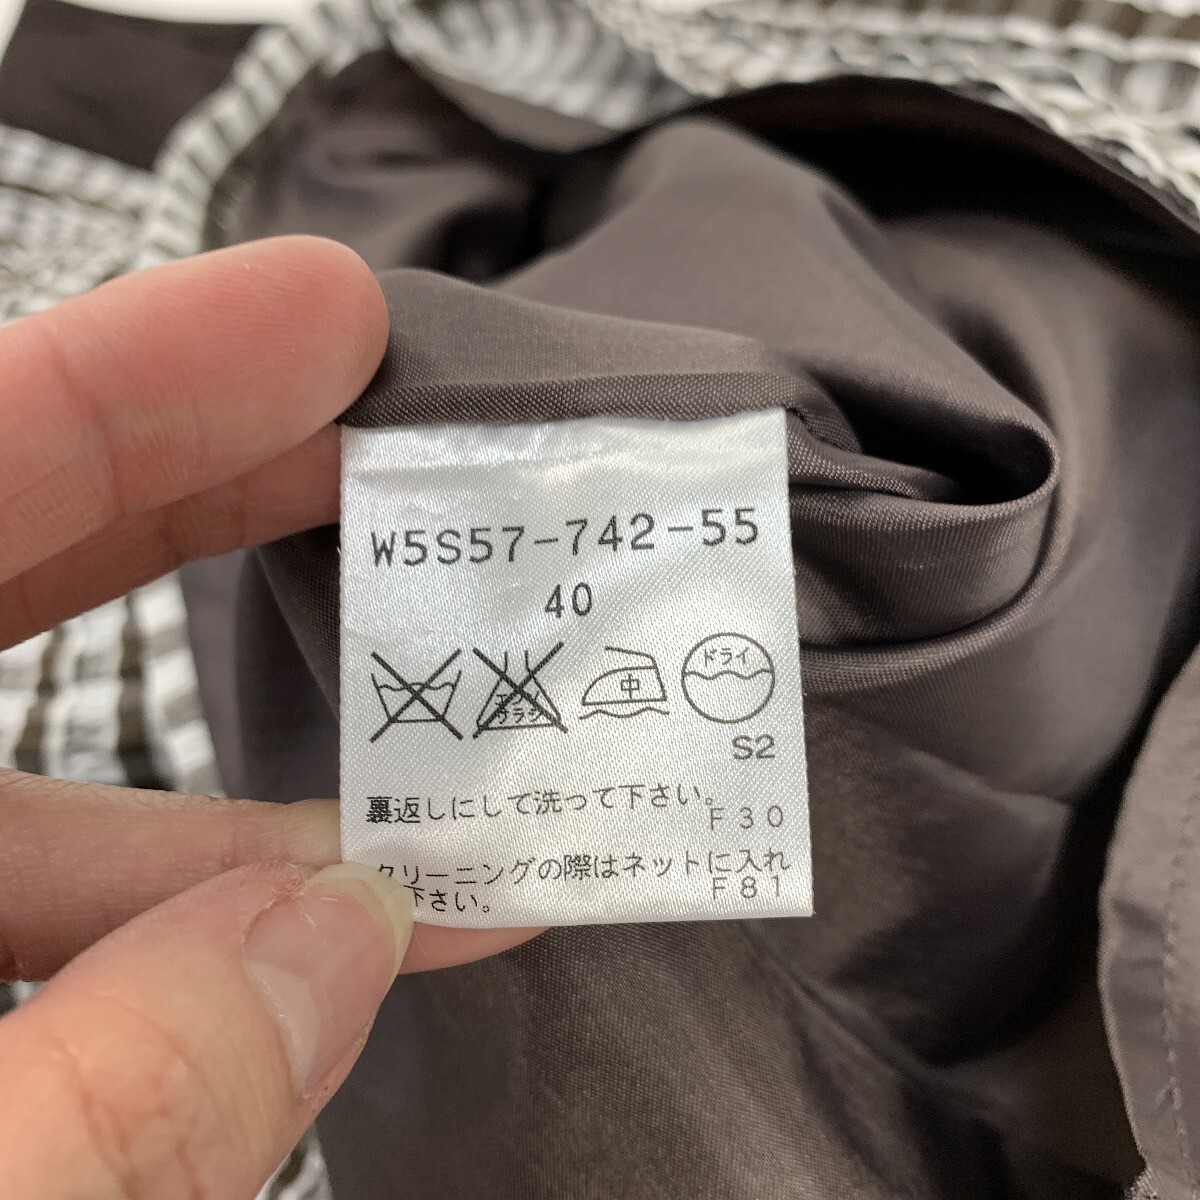 W5S57-742-55
40
エンソ
サラシ
中
ドライ
S2
裏返しにして洗って下さい。
F30
クリーニングの際はネットに入れ
下さい。
F81